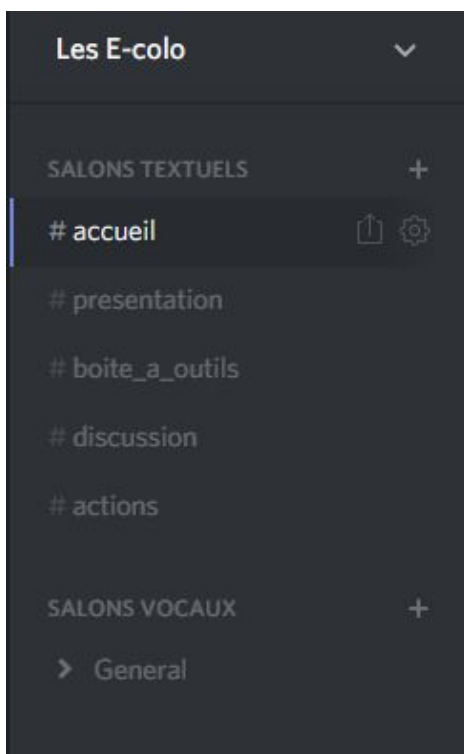 Les E-colo
SALONS TEXTUELS +
# accueil
# presentation
# boite_a_outils
# discussion
# actions
SALONS VOCAUX +
General